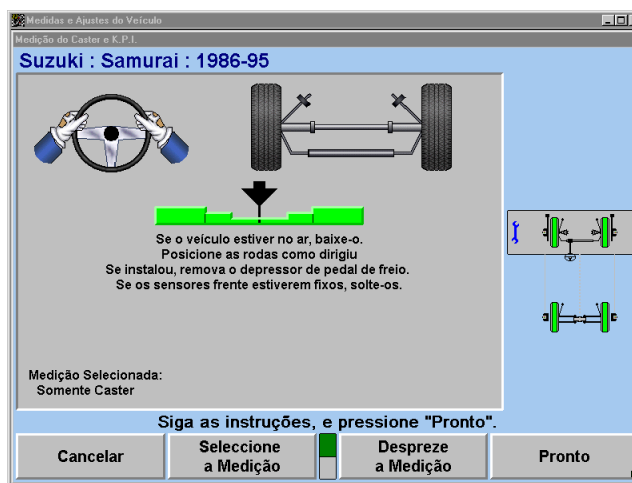 Medidas e Ajustes do Veículo
Medição do Caster e K.P.I.
Suzuki : Samurai : 1986-95
Se o veículo estiver no ar, baixe-o.
Posicione as rodas como dirigiu
Se instalou, remova o depressor de pedal de freio.
Se os sensores frente estiverem fixos, solte-os.
Medição Selecionada:
Somente Caster
Siga as instruções, e pressione "Pronto".
Cancelar
Seleccione
a Medição
Despreze
a Medição
Pronto